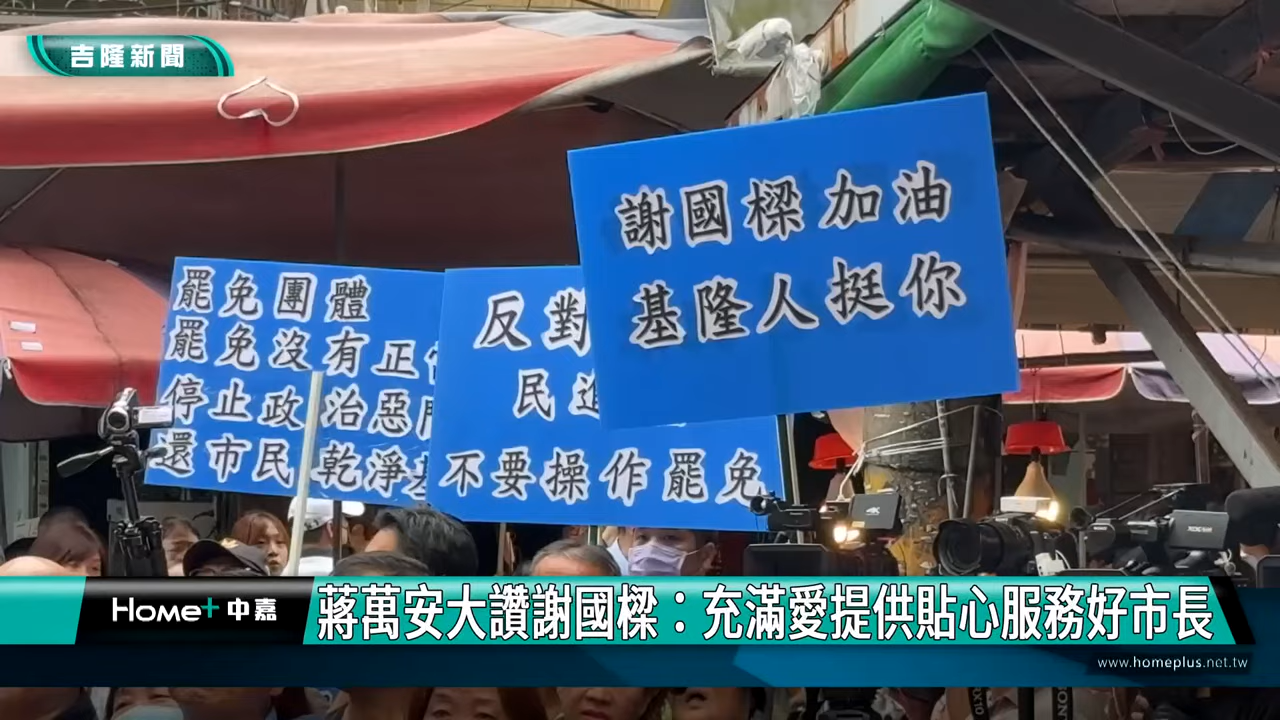 吉隆新聞
謝國樑加油
基隆人挺你
罷免團體
罷免沒有正
停止政治惡
還市民乾淨
反對
民進
不要操作罷免
4K
Home+中嘉
蔣萬安大讚謝國樑：充滿愛提供貼心服務好市長
www.homeplus.net.tw